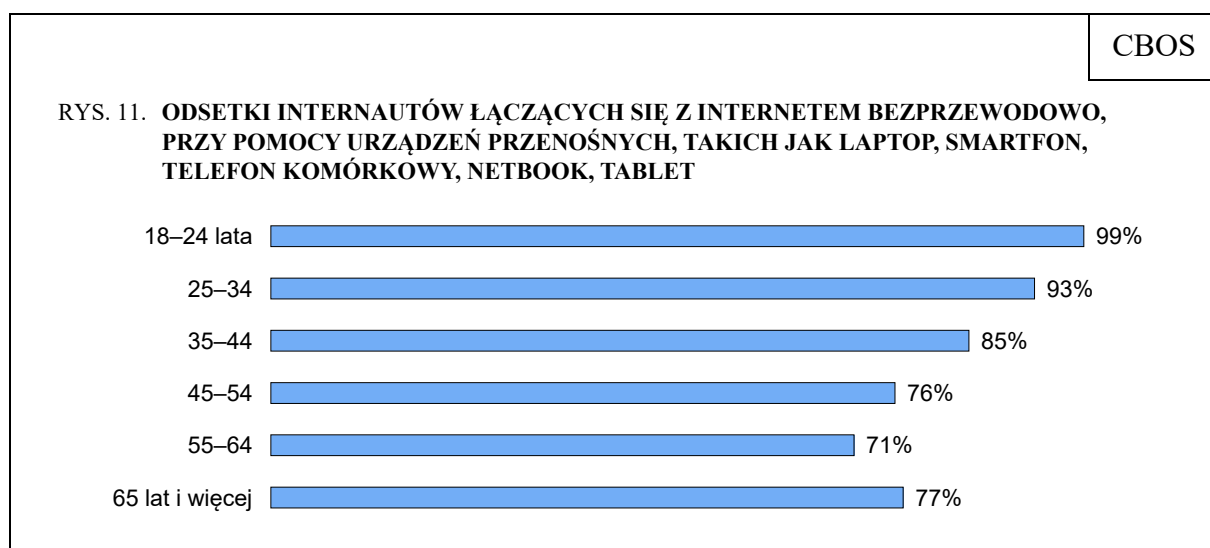 CBOS
RYS. 11. ODSETKI INTERNAUTÓW ŁĄCZĄCYCH SIĘ Z INTERNETEM BEZPRZEWODOWO,
PRZY POMOCY URZĄDZEŃ PRZENOŚNYCH, TAKICH JAK LAPTOP, SMARTFON,
TELEFON KOMÓRKOWY, NETBOOK, TABLET
18–24 lata 99%
25–34 93%
35–44 85%
45–54 76%
55–64 71%
65 lat i więcej 77%